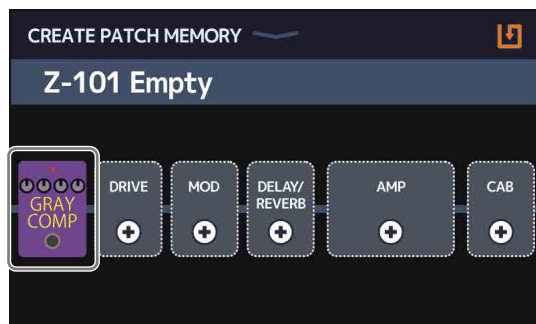 CREATE PATCH MEMORY
Z-101 Empty
GRAY
COMP
DRIVE
MOD
DELAY/
REVERB
AMP
CAB